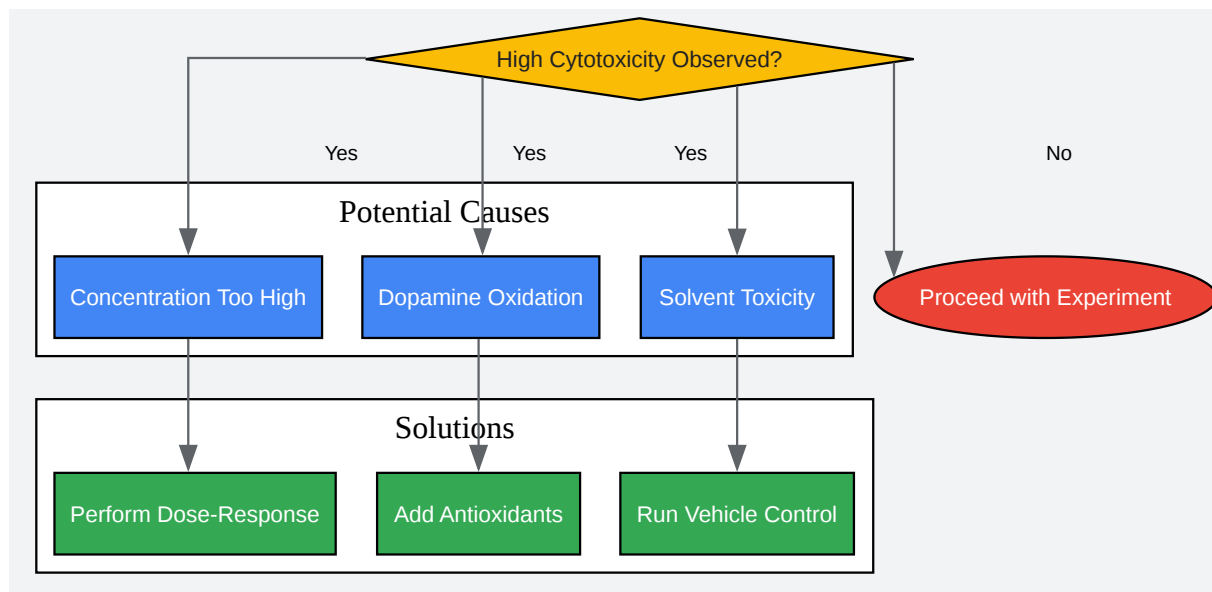 High Cytotoxicity Observed?
Yes
Yes
Yes
No
Potential Causes
Concentration Too High
Dopamine Oxidation
Solvent Toxicity
Proceed with Experiment
Solutions
Perform Dose-Response
Add Antioxidants
Run Vehicle Control